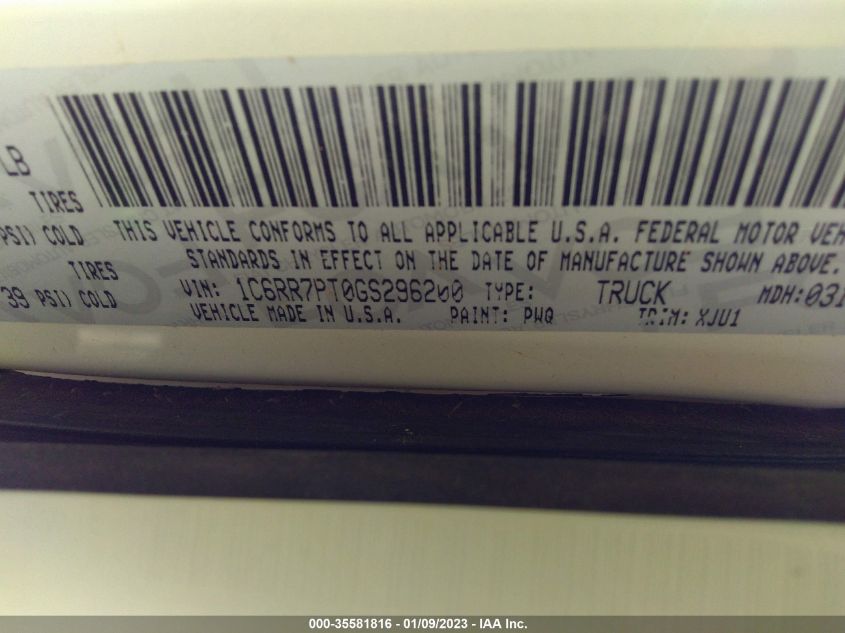 LB
TIRES
PSI) COLD
THIS VEHICLE CONFORMS TO ALL APPLICABLE U.S.A. FEDERAL MOTOR VEH
STANDARDS IN EFFECT ON THE DATE OF MANUFACTURE SHOWN ABOVE.
TIRES
39 PSI) COLD
VIN: 1C6RR7PT0GS296200 TYPE: TRUCK MDH:031
VEHICLE MADE IN U.S.A. PAINT: PWQ TRIM: XJU1
000-35581816 - 01/09/2023 - IAA Inc.